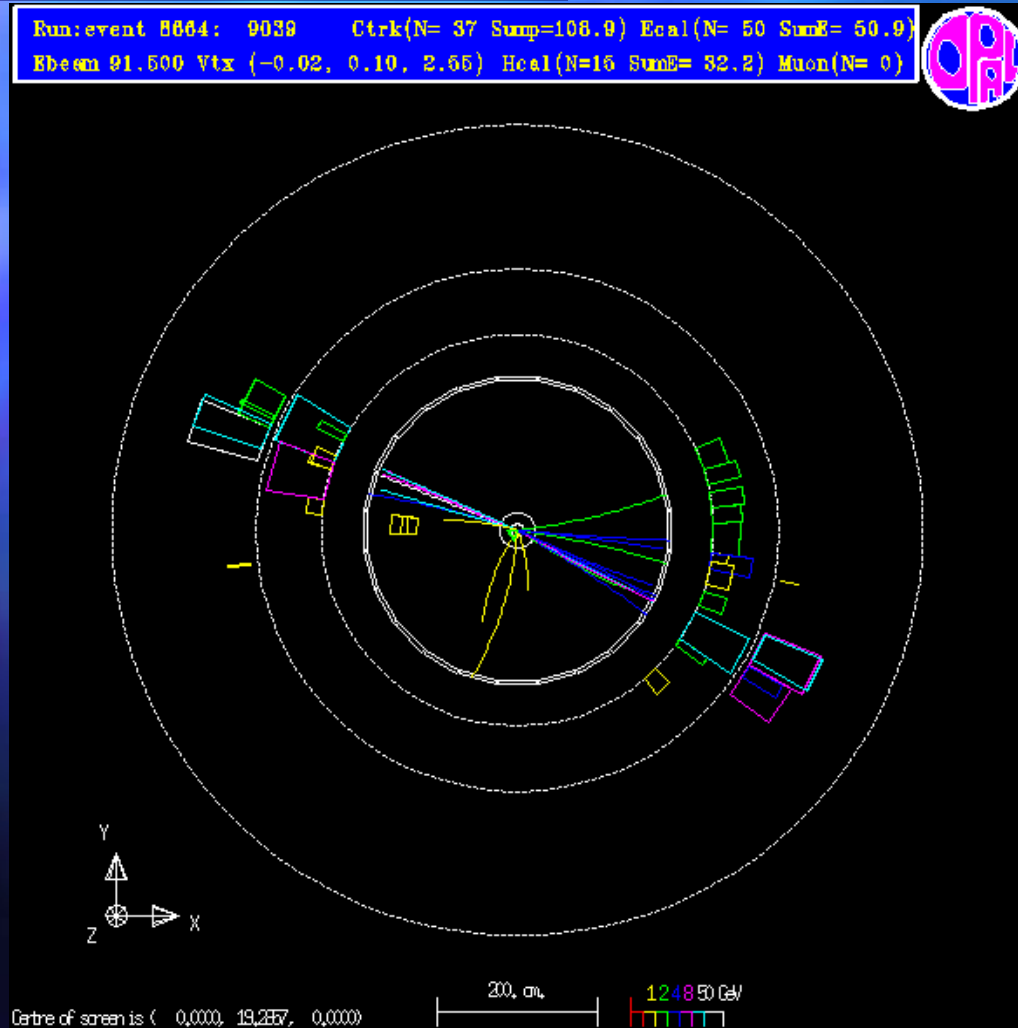 Run:event 8664: 9039 Ctrk(N= 37 Sump=108.9) Ecal(N= 50 SumE= 50.9)
Ebeam 91.500 Vtx (-0.02, 0.10, 2.55) Hcal(N=15 SumE= 32.2) Muon(N= 0)
OPAL
Y
X
Z
200. cm.
1 2 4 8 50 GeV
Centre of screen is ( 0.0000, 19.2857, 0.0000)